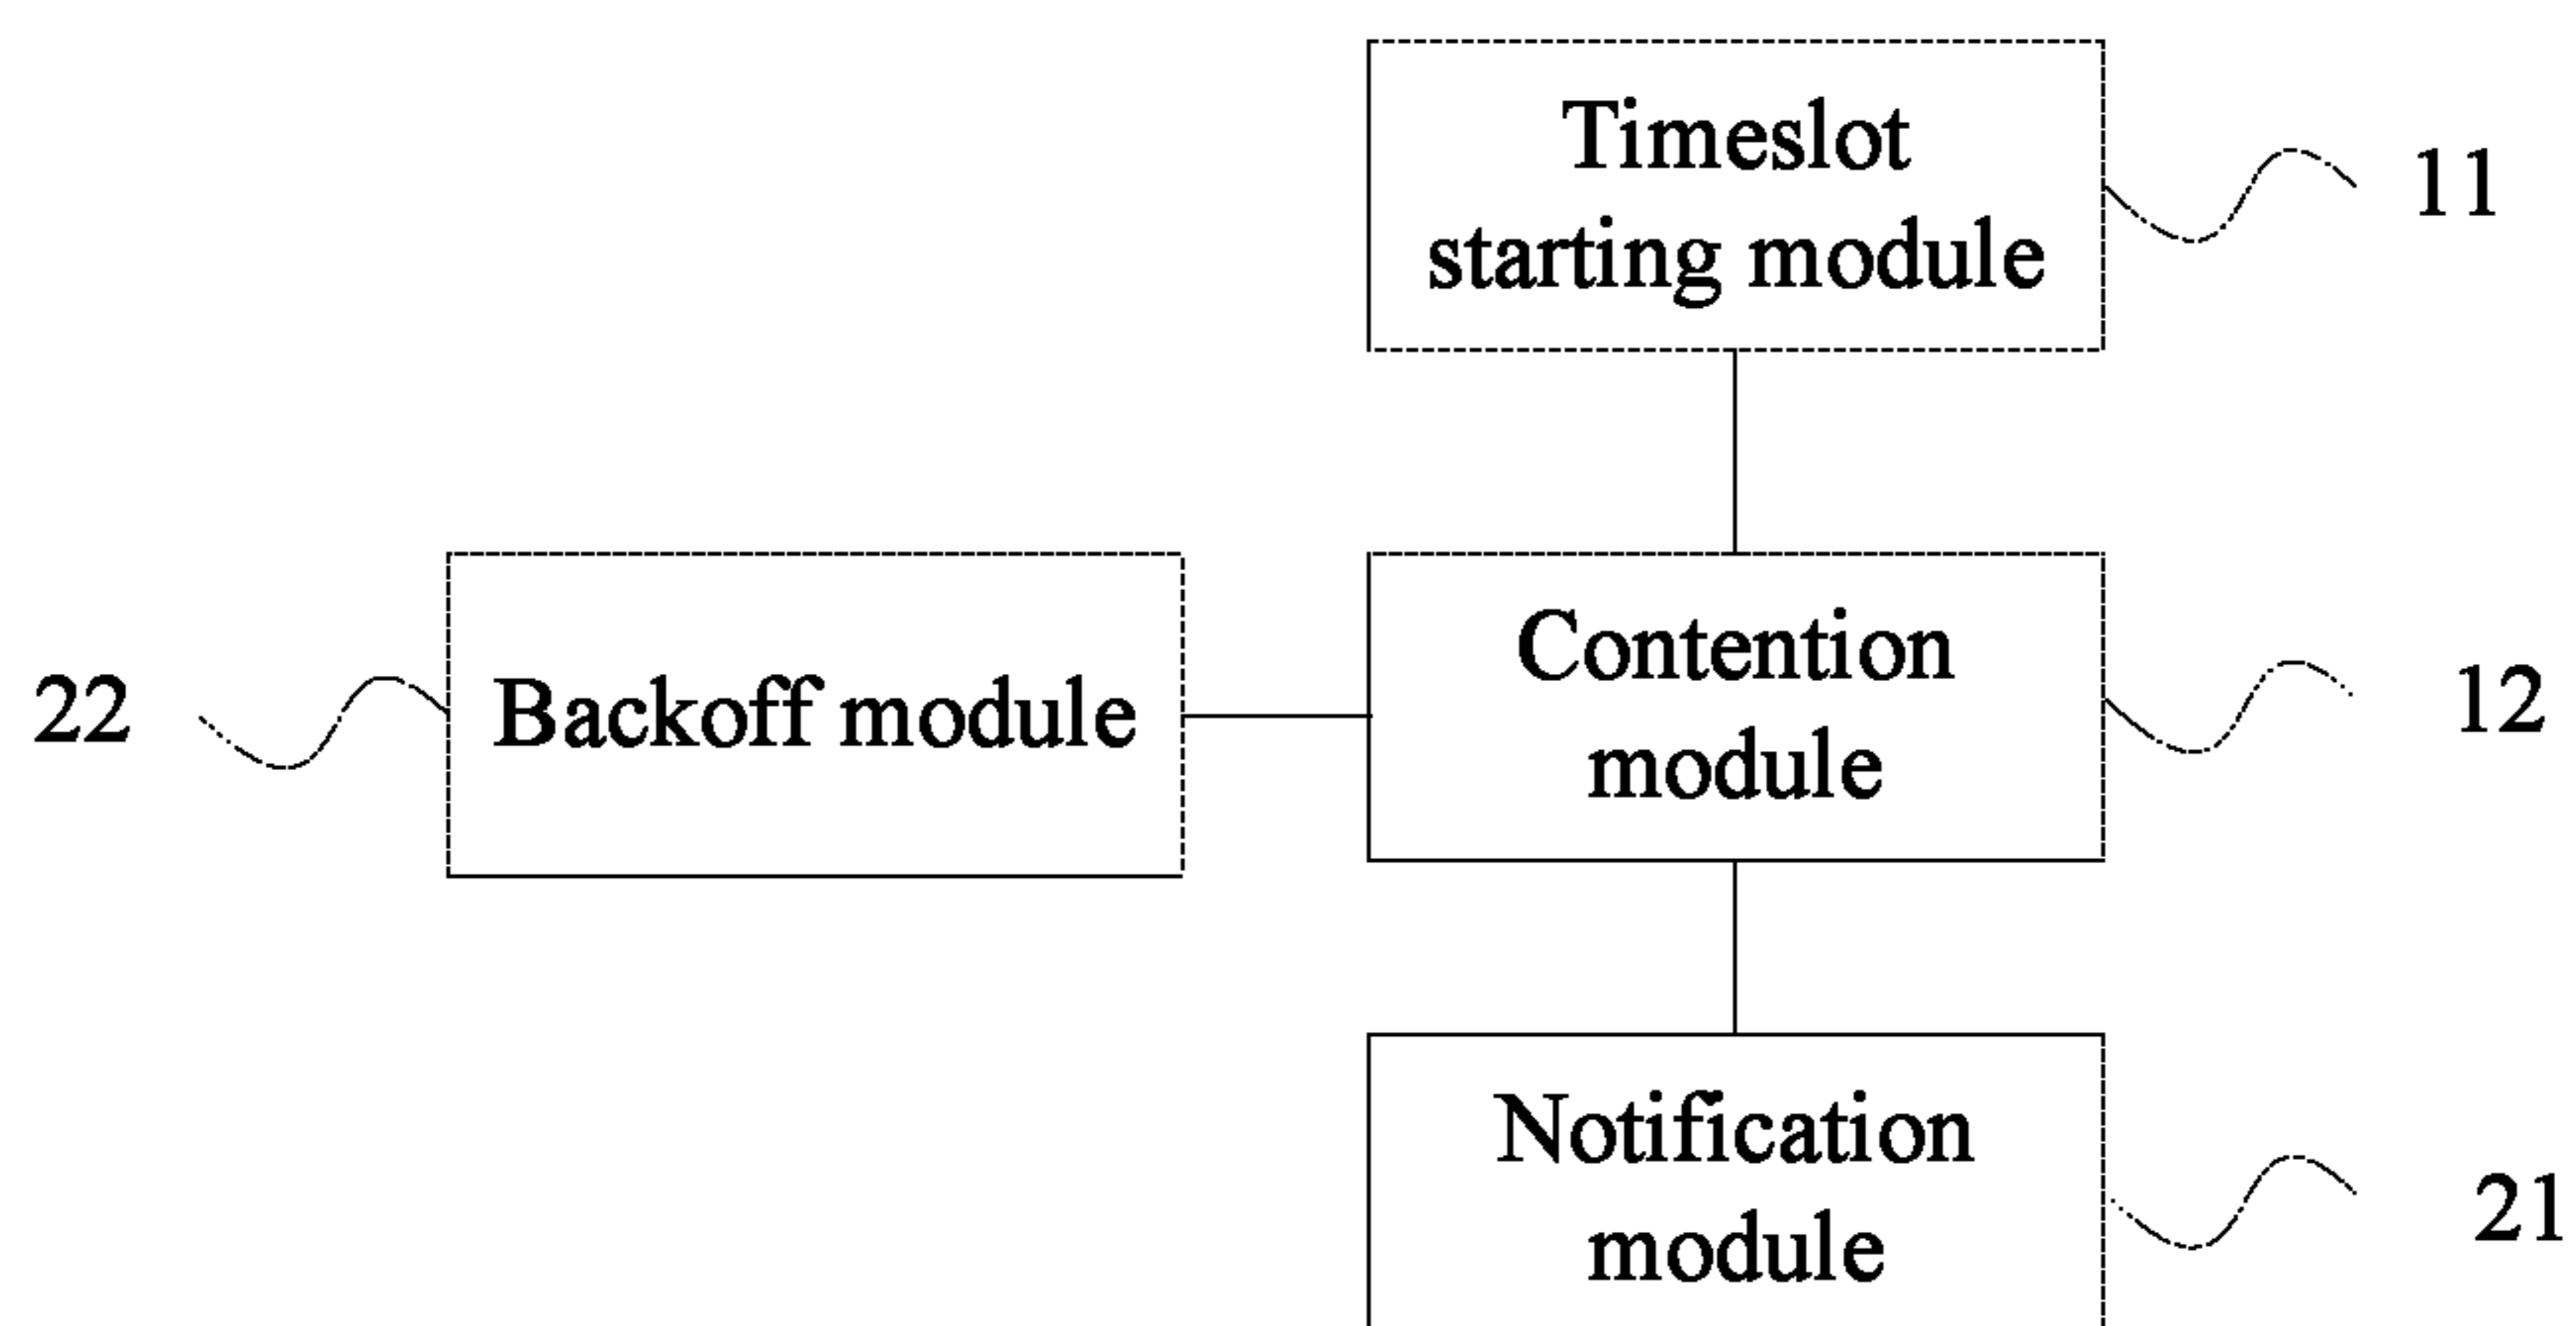 Timeslot
starting module
11
Backoff module
22
Contention
module
12
Notification
module
21